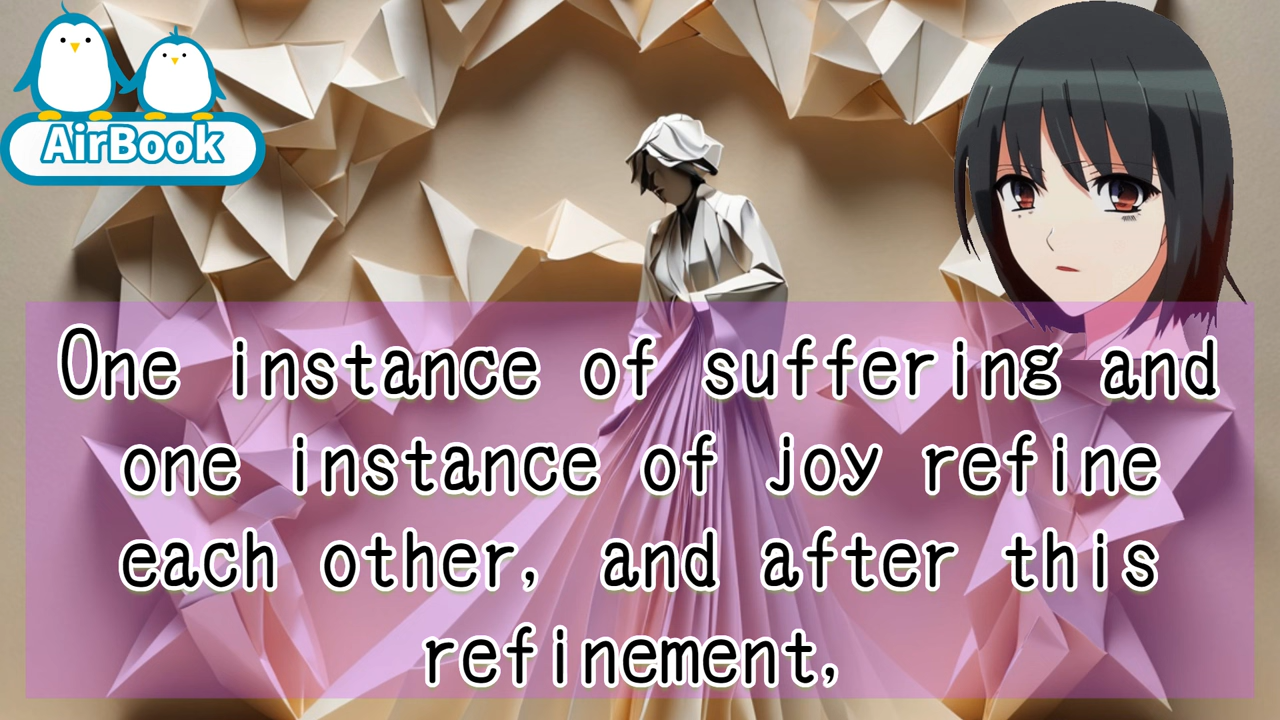 AirBook
One instance of suffering and
one instance of joy refine
each other, and after this
refinement,